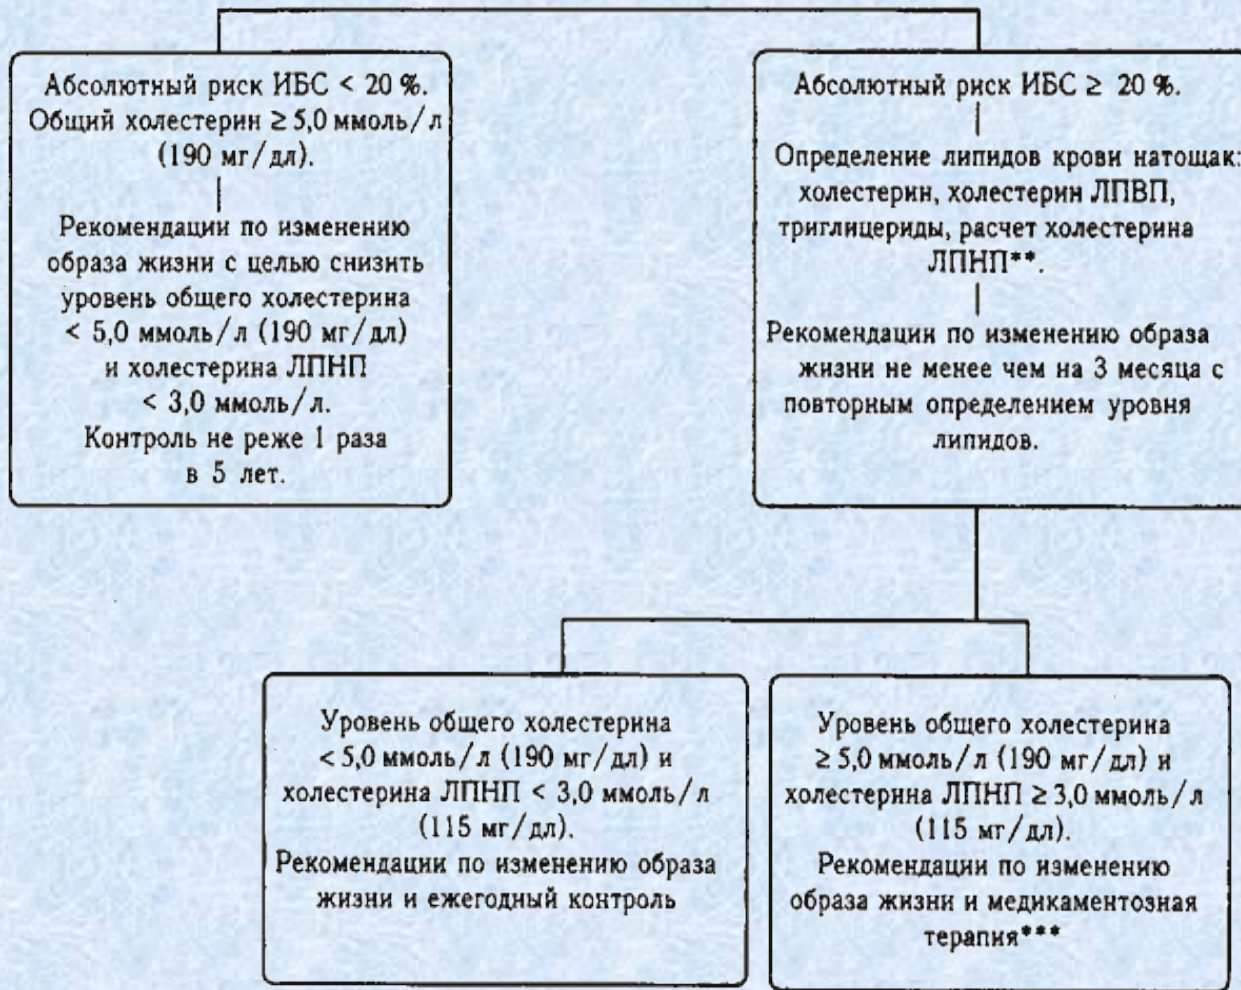 Абсолютный риск ИБС < 20 %.
Общий холестерин ≥ 5,0 ммоль/л
(190 мг/дл).
Рекомендации по изменению
образа жизни с целью снизить
уровень общего холестерина
< 5,0 ммоль/л (190 мг/дл)
и холестерина ЛПНП
< 3,0 ммоль/л.
Контроль не реже 1 раза
в 5 лет.
Абсолютный риск ИБС ≥ 20 %.
Определение липидов крови натощак:
холестерин, холестерин ЛПВП,
триглицериды, расчет холестерина
ЛПНП**.
Рекомендации по изменению образа
жизни не менее чем на 3 месяца с
повторным определением уровня
липидов.
Уровень общего холестерина
< 5,0 ммоль/л (190 мг/дл) и
холестерина ЛПНП < 3,0 ммоль/л
(115 мг/дл).
Рекомендации по изменению образа
жизни и ежегодный контроль
Уровень общего холестерина
≥ 5,0 ммоль/л (190 мг/дл) и
холестерина ЛПНП ≥ 3,0 ммоль/л
(115 мг/дл).
Рекомендации по изменению
образа жизни и медикаментозная
терапия***